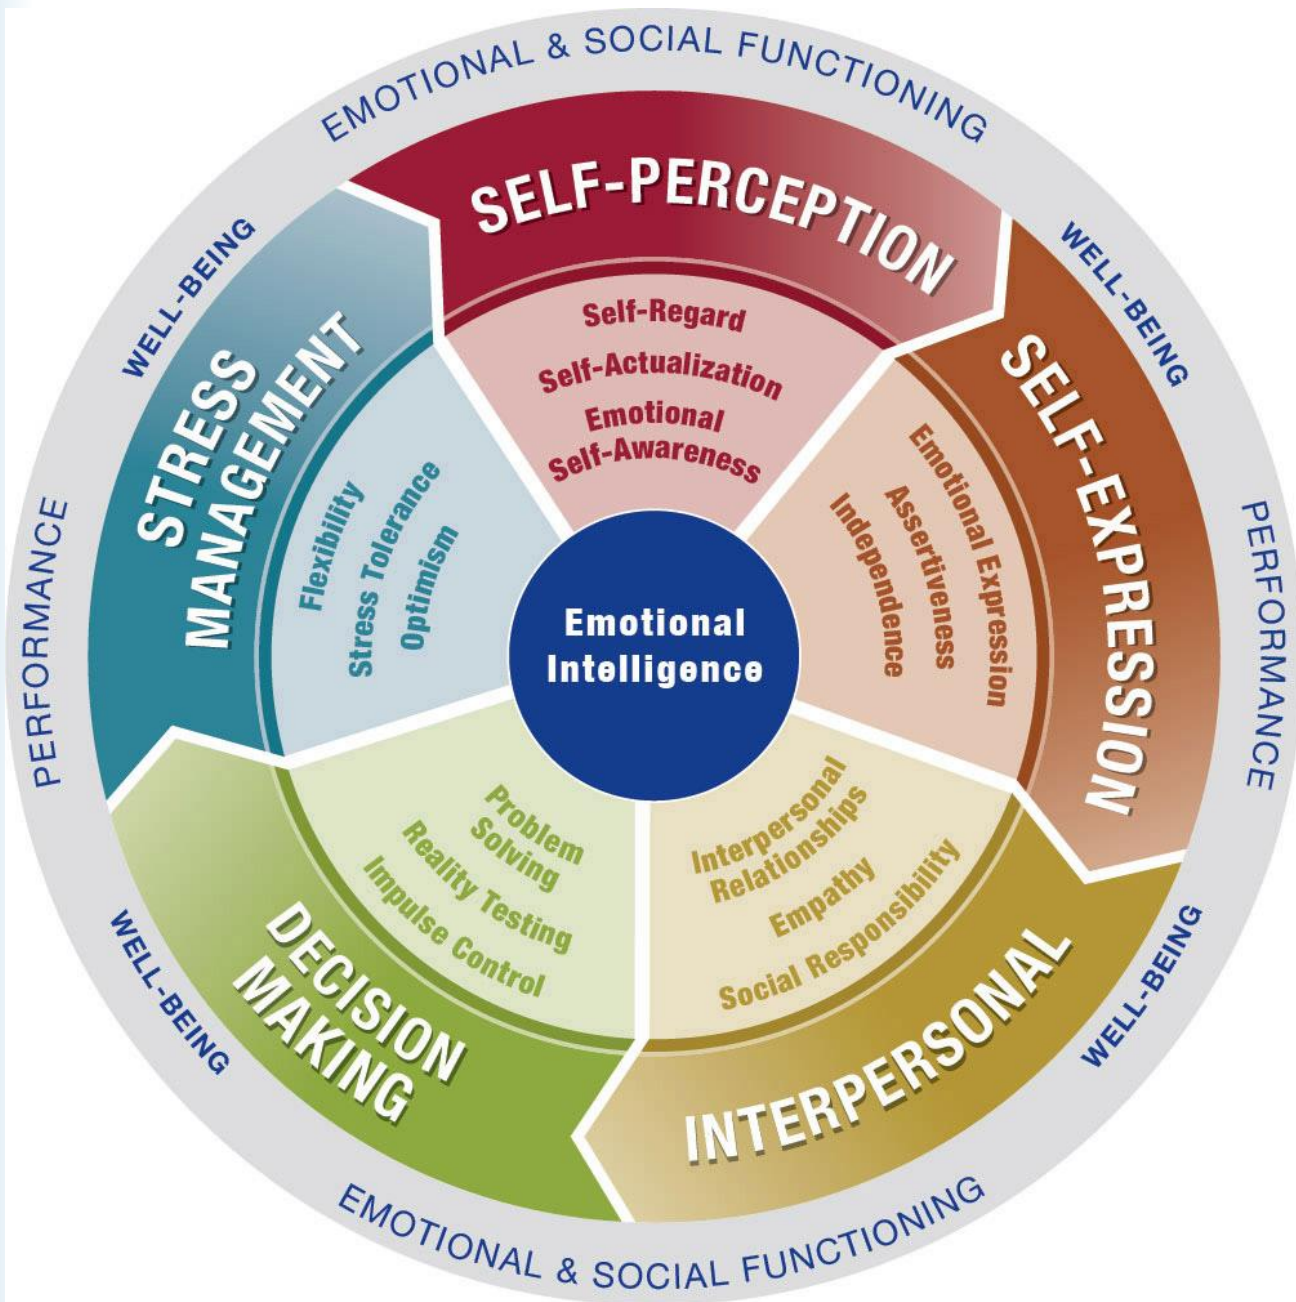 EMOTIONAL & SOCIAL FUNCTIONING
WELL-BEING
WELL-BEING
PERFORMANCE
PERFORMANCE
WELL-BEING
WELL-BEING
EMOTIONAL & SOCIAL FUNCTIONING
SELF-PERCEPTION
Self-Regard
Self-Actualization
Emotional
Self-Awareness
SELF-EXPRESSION
Emotional Expression
Assertiveness
Independence
INTERPERSONAL
Interpersonal
Relationships
Empathy
Social Responsibility
DECISION
MAKING
Problem
Solving
Reality Testing
Impulse Control
STRESS
MANAGEMENT
Flexibility
Stress Tolerance
Optimism
Emotional
Intelligence